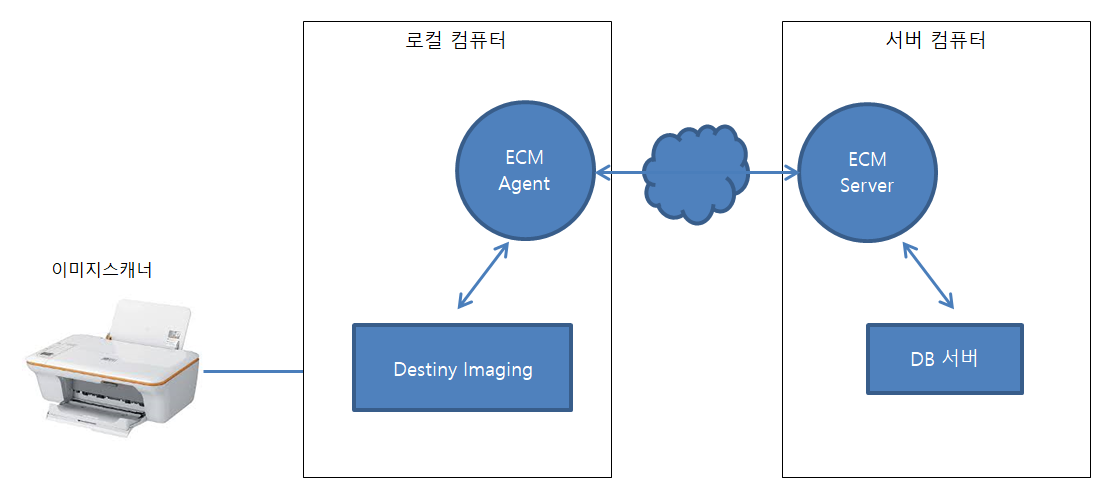 로컬 컴퓨터
서버 컴퓨터
ECM
Agent
ECM
Server
이미지스캐너
Destiny Imaging
DB 서버